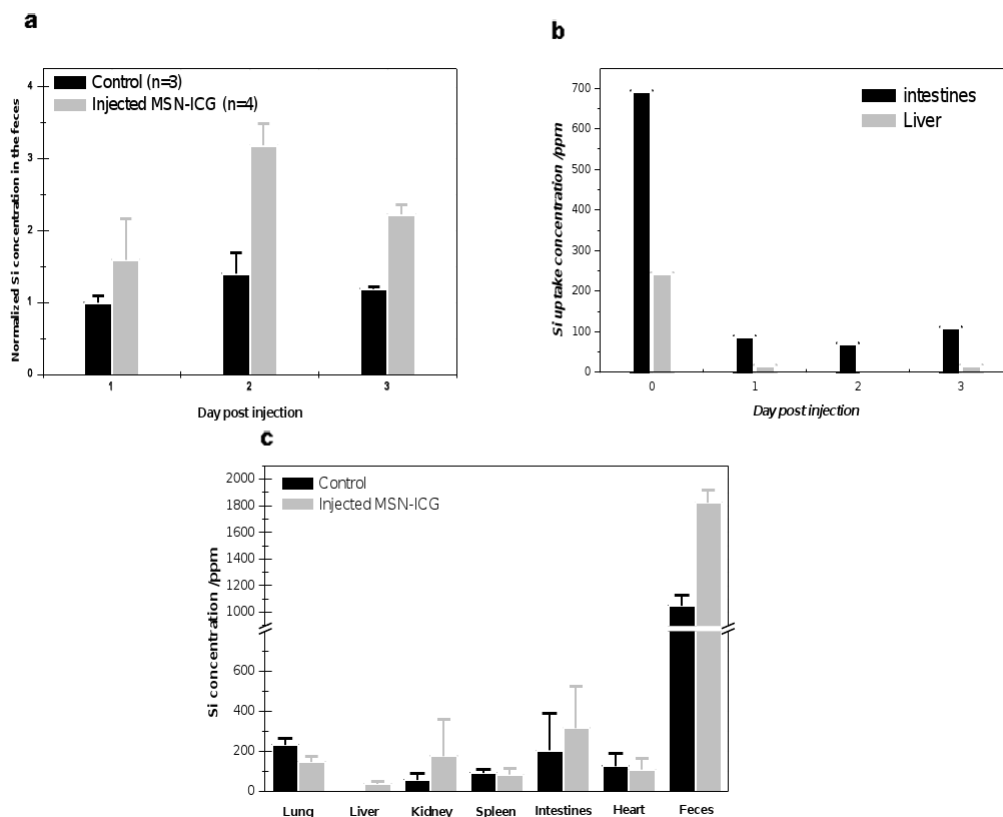 a
Control (n=3)
Injected MSN-ICG (n=4)
Normalized Si concentration in the feces
4
3
2
1
0
1 2 3
Day post injection
b
intestines
Liver
Si uptake concentration /ppm
700
600
500
400
300
200
100
0
0 1 2 3
Day post injection
c
Control
Injected MSN-ICG
Si concentration /ppm
2000
1800
1600
1400
1200
1000
600
400
200
0
Lung Liver Kidney Spleen Intestines Heart Feces